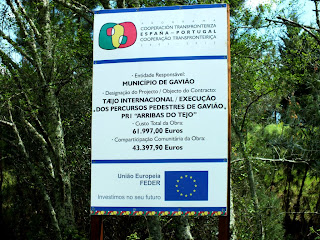 PROGRAMA
COOPERACIÓN TRANSFRONTERIZA
ESPAÑA - PORTUGAL
COOPERAÇÃO TRANSFRONTEIRIÇA
- Entidade Responsável:
MUNICÍPIO DE GAVIÃO
- Designação do Projecto / Objecto do Contracto:
TÆJO INTERNACIONAL / EXECUÇÃO
„DOS PERCURSOS PEDESTRES DE GAVIÃO„
PR1 "ARRIBAS DO TEJO"
- Custo Total da Obra:
61.997,00 Euros
- Comparticipação Comunitária da Obra:
43.397,90 Euros
União Europeia
FEDER
Investimos no seu futuro